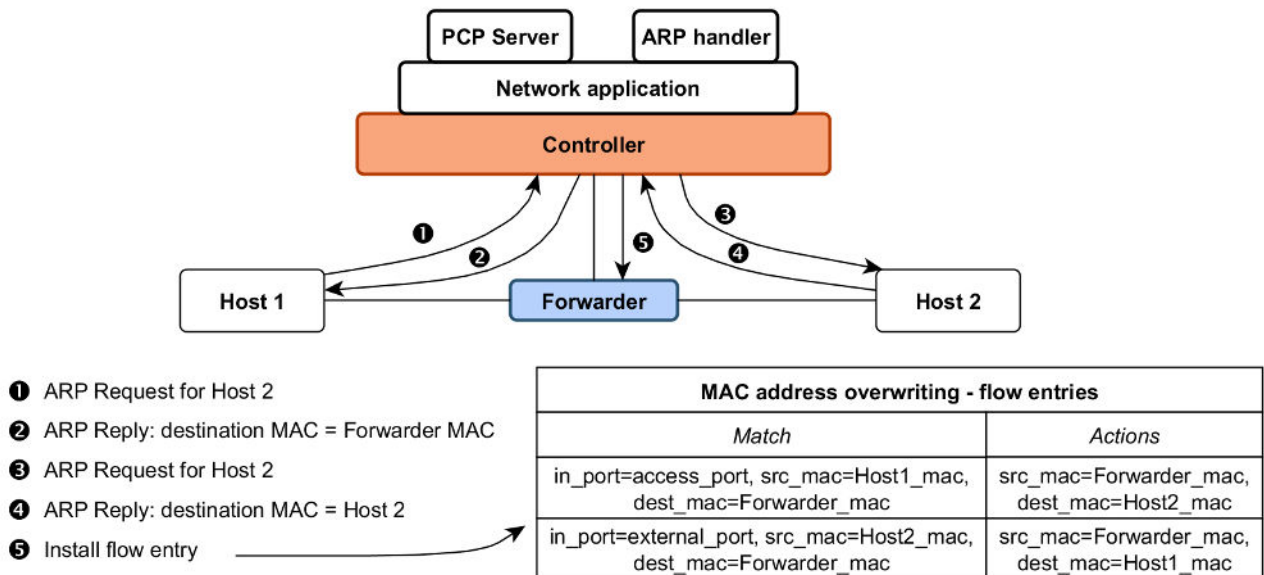 PCP Server
ARP handler
Network application
Controller
❶
❷
❺
❸
❹
Host 1
Forwarder
Host 2
❶ ARP Request for Host 2
❷ ARP Reply: destination MAC = Forwarder MAC
❸ ARP Request for Host 2
❹ ARP Reply: destination MAC = Host 2
❺ Install flow entry
MAC address overwriting - flow entries
Match
Actions
in_port=access_port, src_mac=Host1_mac,
dest_mac=Forwarder_mac
src_mac=Forwarder_mac,
dest_mac=Host2_mac
in_port=external_port, src_mac=Host2_mac,
dest_mac=Forwarder_mac
src_mac=Forwarder_mac,
dest_mac=Host1_mac